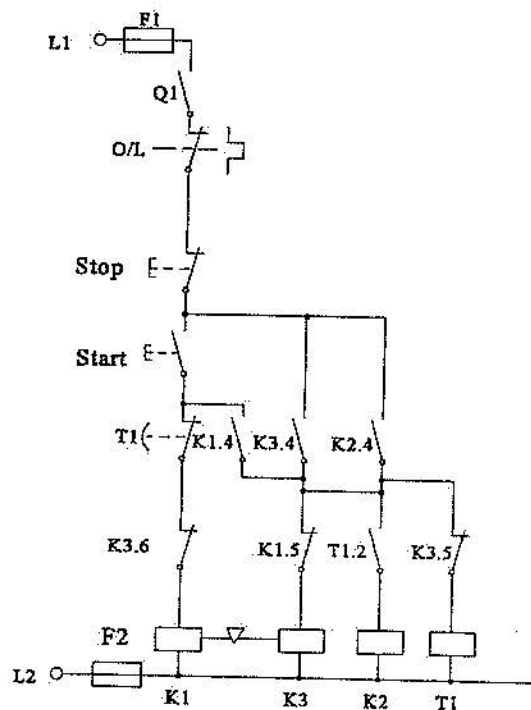 F1
L1
Q1
O/L
Stop
Start
T1 K1.4 K3.4 K2.4
K3.6 K1.5 T1.2 K3.5
F2
L2
K1 K3 K2 T1